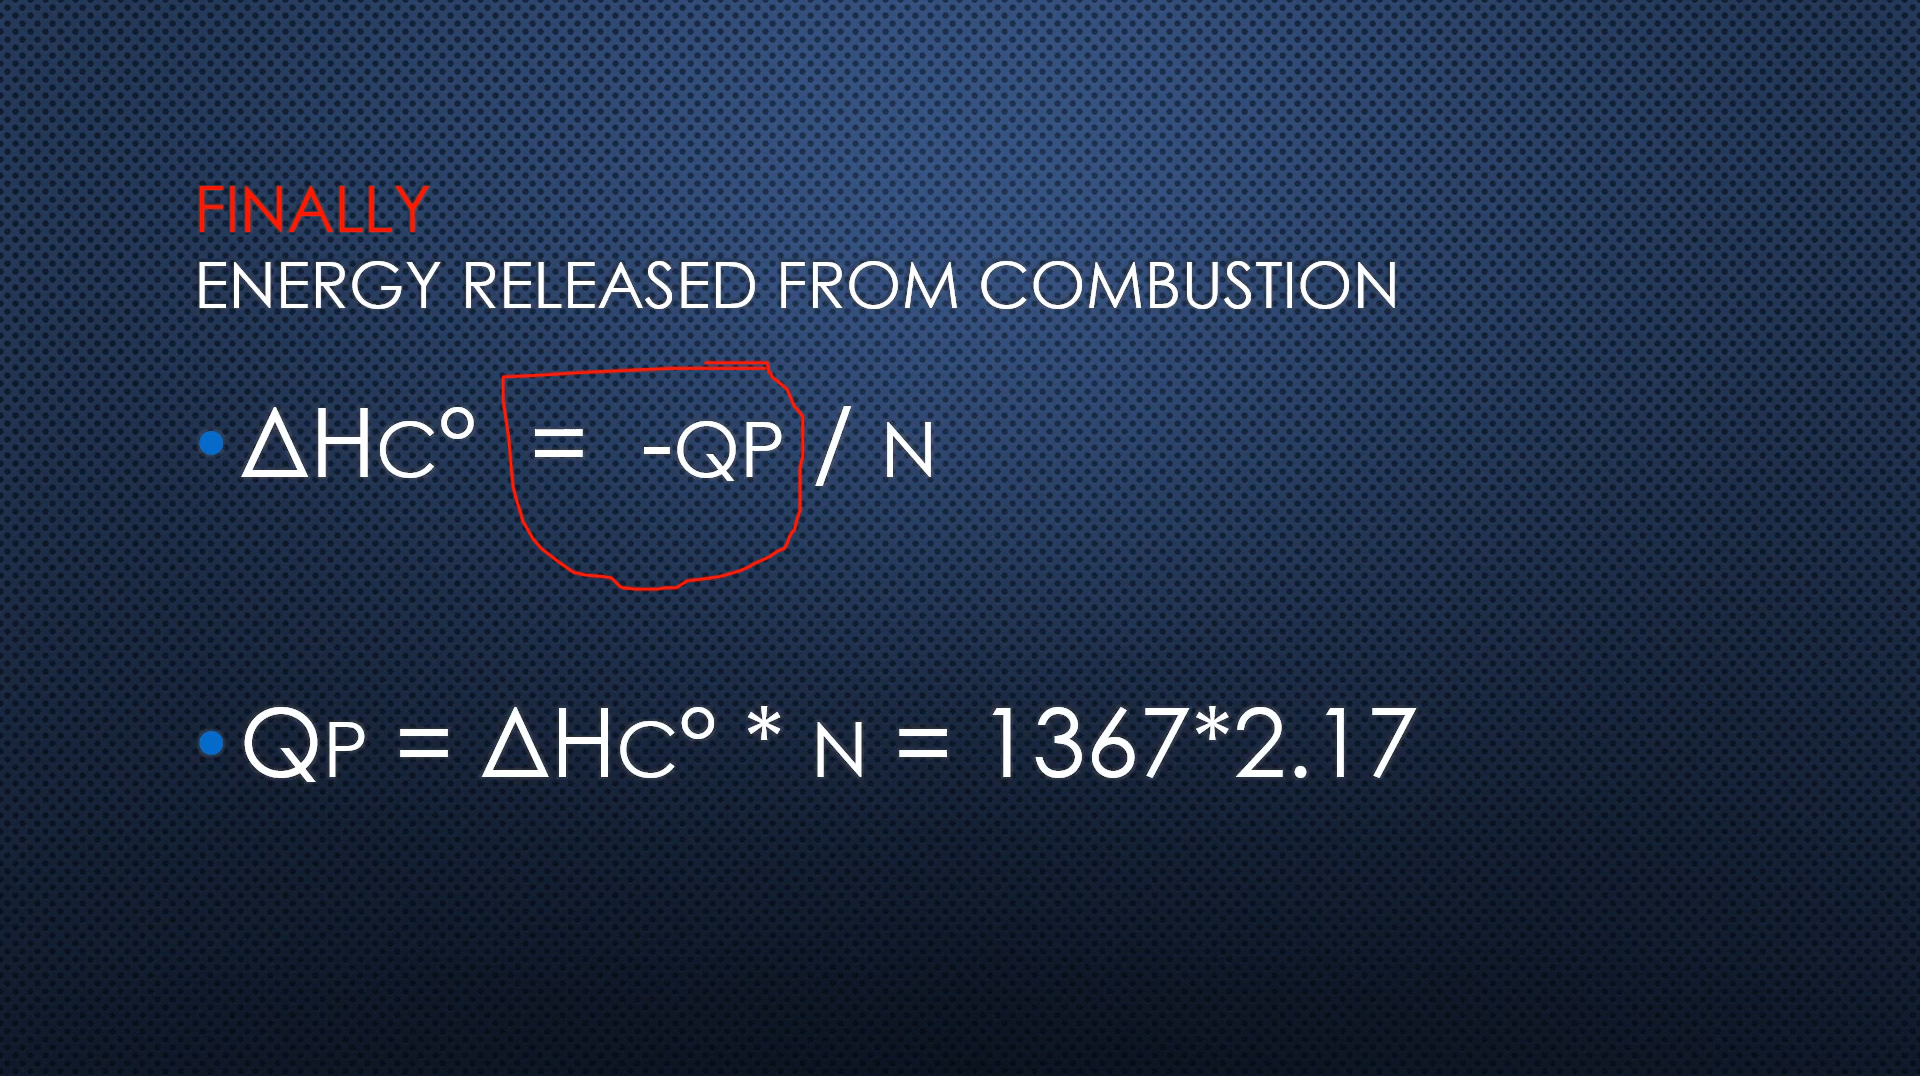 FINALLY
ENERGY RELEASED FROM COMBUSTION
• ΔHC° = -QP / N
• QP = ΔHC° * N = 1367*2.17